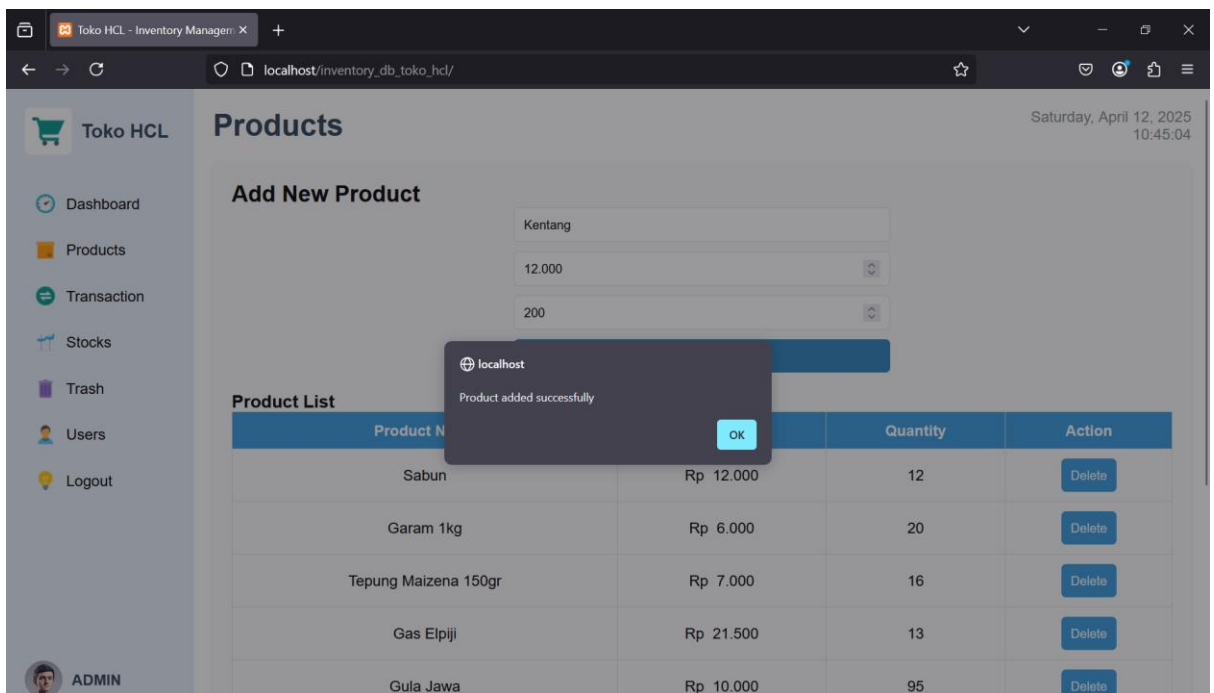 Toko HCL - Inventory Managem
localhost/inventory_db_toko_hcl/
Toko HCL
Products
Saturday, April 12, 2025
10:45:04
Dashboard
Products
Transaction
Stocks
Trash
Users
Logout
ADMIN
Add New Product
Kentang
12.000
200
localhost
Product added successfully
OK
Product List
Product N
Quantity
Action
Sabun Rp 12.000 12 Delete
Garam 1kg Rp 6.000 20 Delete
Tepung Maizena 150gr Rp 7.000 16 Delete
Gas Elpiji Rp 21.500 13 Delete
Gula Jawa Rp 10.000 95 Delete